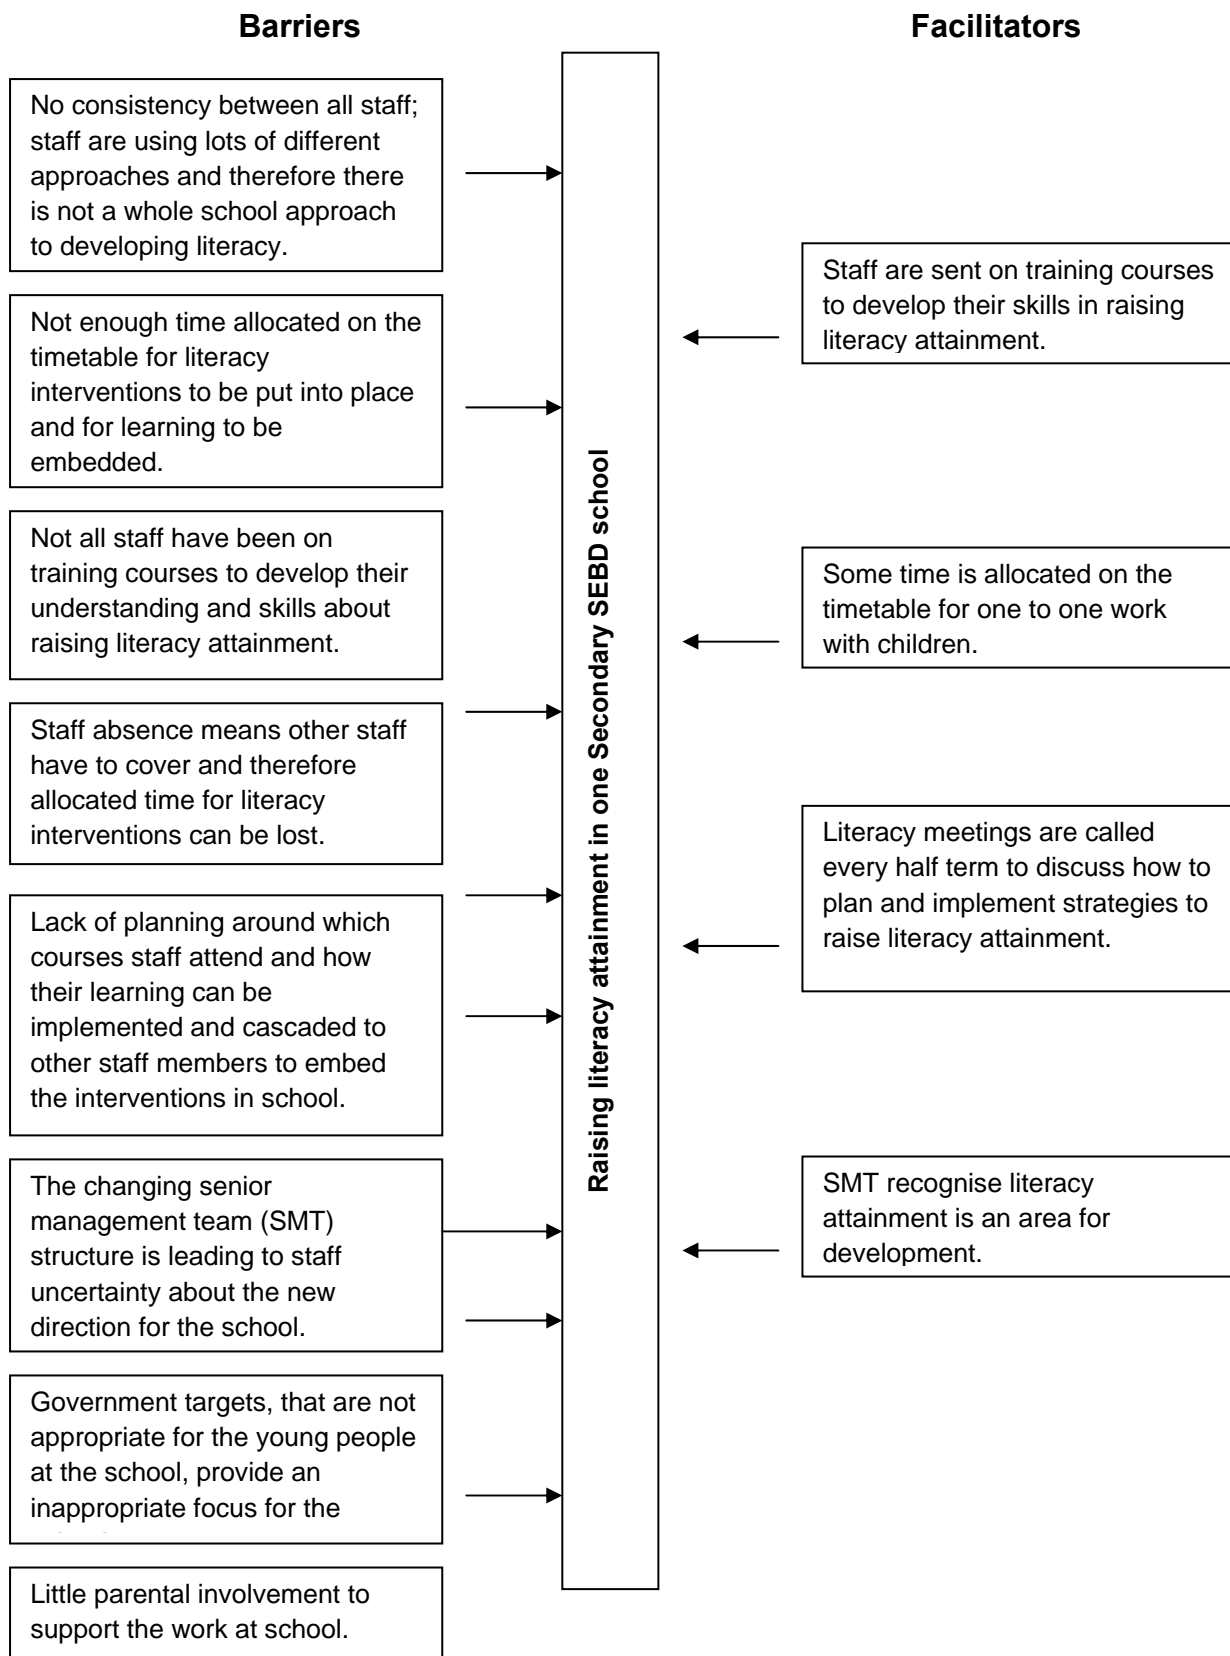 Barriers
Facilitators
No consistency between all staff;
staff are using lots of different
approaches and therefore there
is not a whole school approach
to developing literacy.
Not enough time allocated on the
timetable for literacy
interventions to be put into place
and for learning to be
embedded.
Not all staff have been on
training courses to develop their
understanding and skills about
raising literacy attainment.
Staff absence means other staff
have to cover and therefore
allocated time for literacy
interventions can be lost.
Lack of planning around which
courses staff attend and how
their learning can be
implemented and cascaded to
other staff members to embed
the interventions in school.
The changing senior
management team (SMT)
structure is leading to staff
uncertainty about the new
direction for the school.
Government targets, that are not
appropriate for the young people
at the school, provide an
inappropriate focus for the
Little parental involvement to
support the work at school.
Raising literacy attainment in one Secondary SEBD school
Staff are sent on training courses
to develop their skills in raising
literacy attainment.
Some time is allocated on the
timetable for one to one work
with children.
Literacy meetings are called
every half term to discuss how to
plan and implement strategies to
raise literacy attainment.
SMT recognise literacy
attainment is an area for
development.